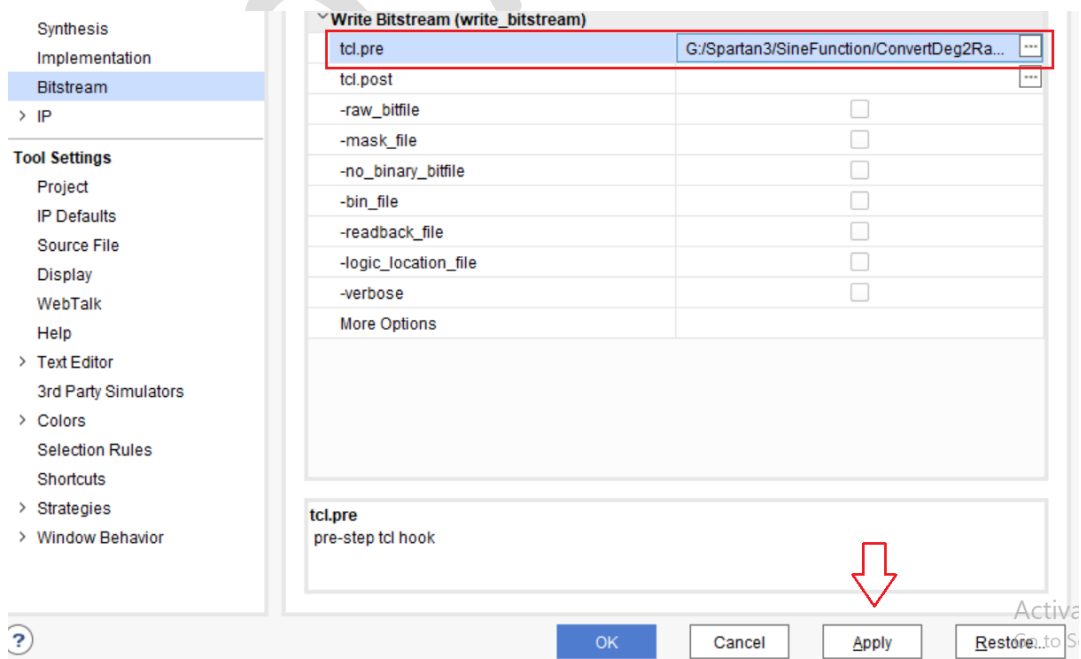 Synthesis
Implementation
Bitstream
IP
Tool Settings
Project
IP Defaults
Source File
Display
WebTalk
Help
Text Editor
3rd Party Simulators
Colors
Selection Rules
Shortcuts
Strategies
Window Behavior
Write Bitstream (write_bitstream)
tcl.pre G:/Spartan3/SineFunction/ConvertDeg2Ra... ...
tcl.post ...
-raw_bitfile
-mask_file
-no_binary_bitfile
-bin_file
-readback_file
-logic_location_file
-verbose
More Options
tcl.pre
pre-step tcl hook
? OK Cancel Apply Restore...